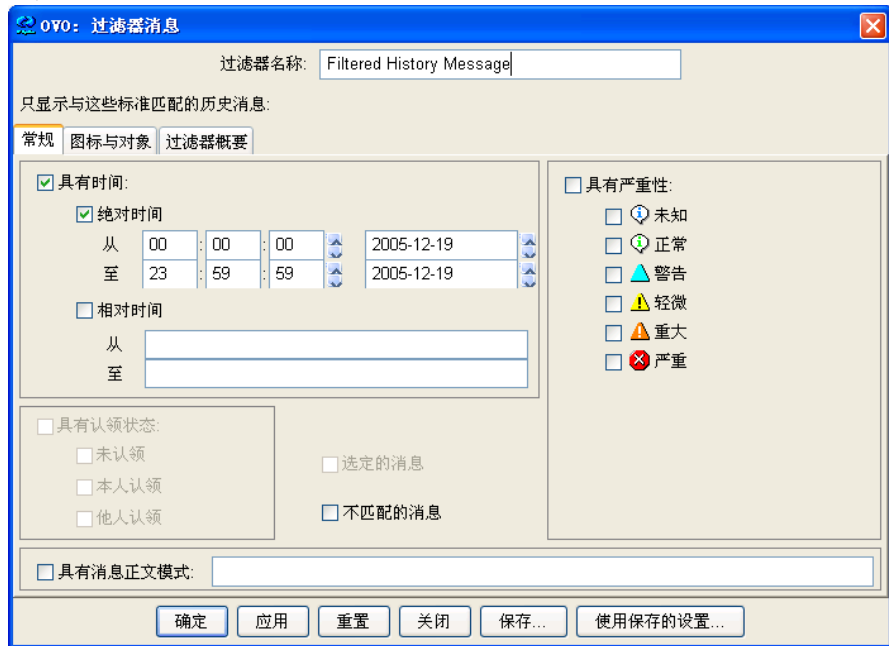 OVO：过滤器消息
过滤器名称: Filtered History Message
只显示与这些标准匹配的历史消息:
常规 图标与对象 过滤器概要
具有时间:
绝对时间
从 00 : 00 : 00 2005-12-19
至 23 : 59 : 59 2005-12-19
相对时间
从
至
具有严重性:
未知
正常
警告
轻微
重大
严重
具有认领状态:
未认领
本人认领
他人认领
选定的消息
不匹配的消息
具有消息正文模式:
确定 应用 重置 关闭 保存... 使用保存的设置...